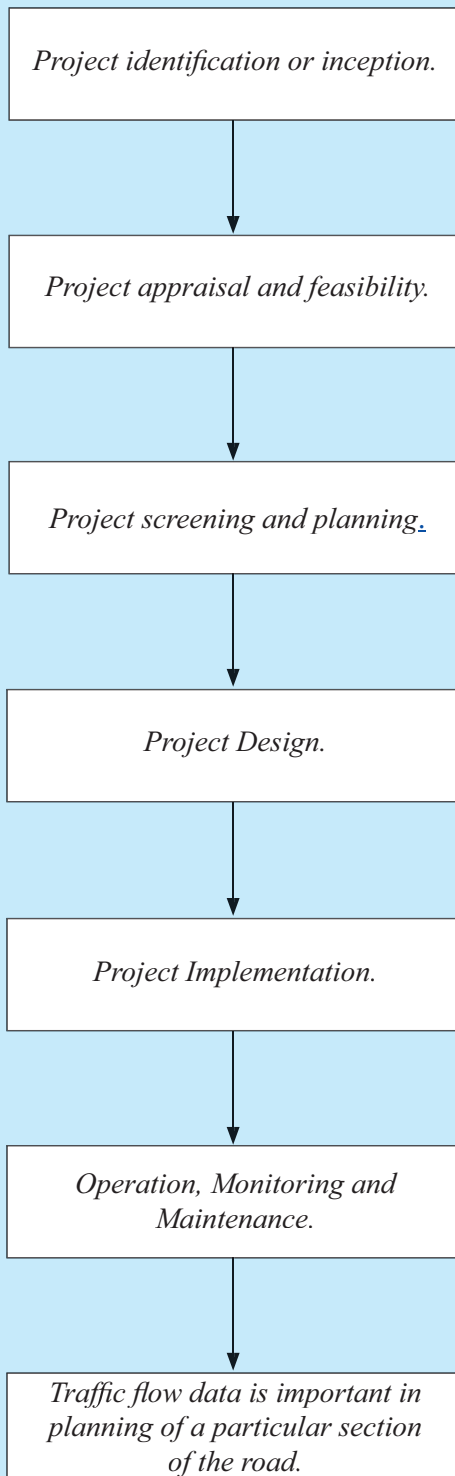 Project identification or inception.
Project appraisal and feasibility.
Project screening and planning.
Project Design.
Project Implementation.
Operation, Monitoring and
Maintenance.
Traffic flow data is important in
planning of a particular section
of the road.